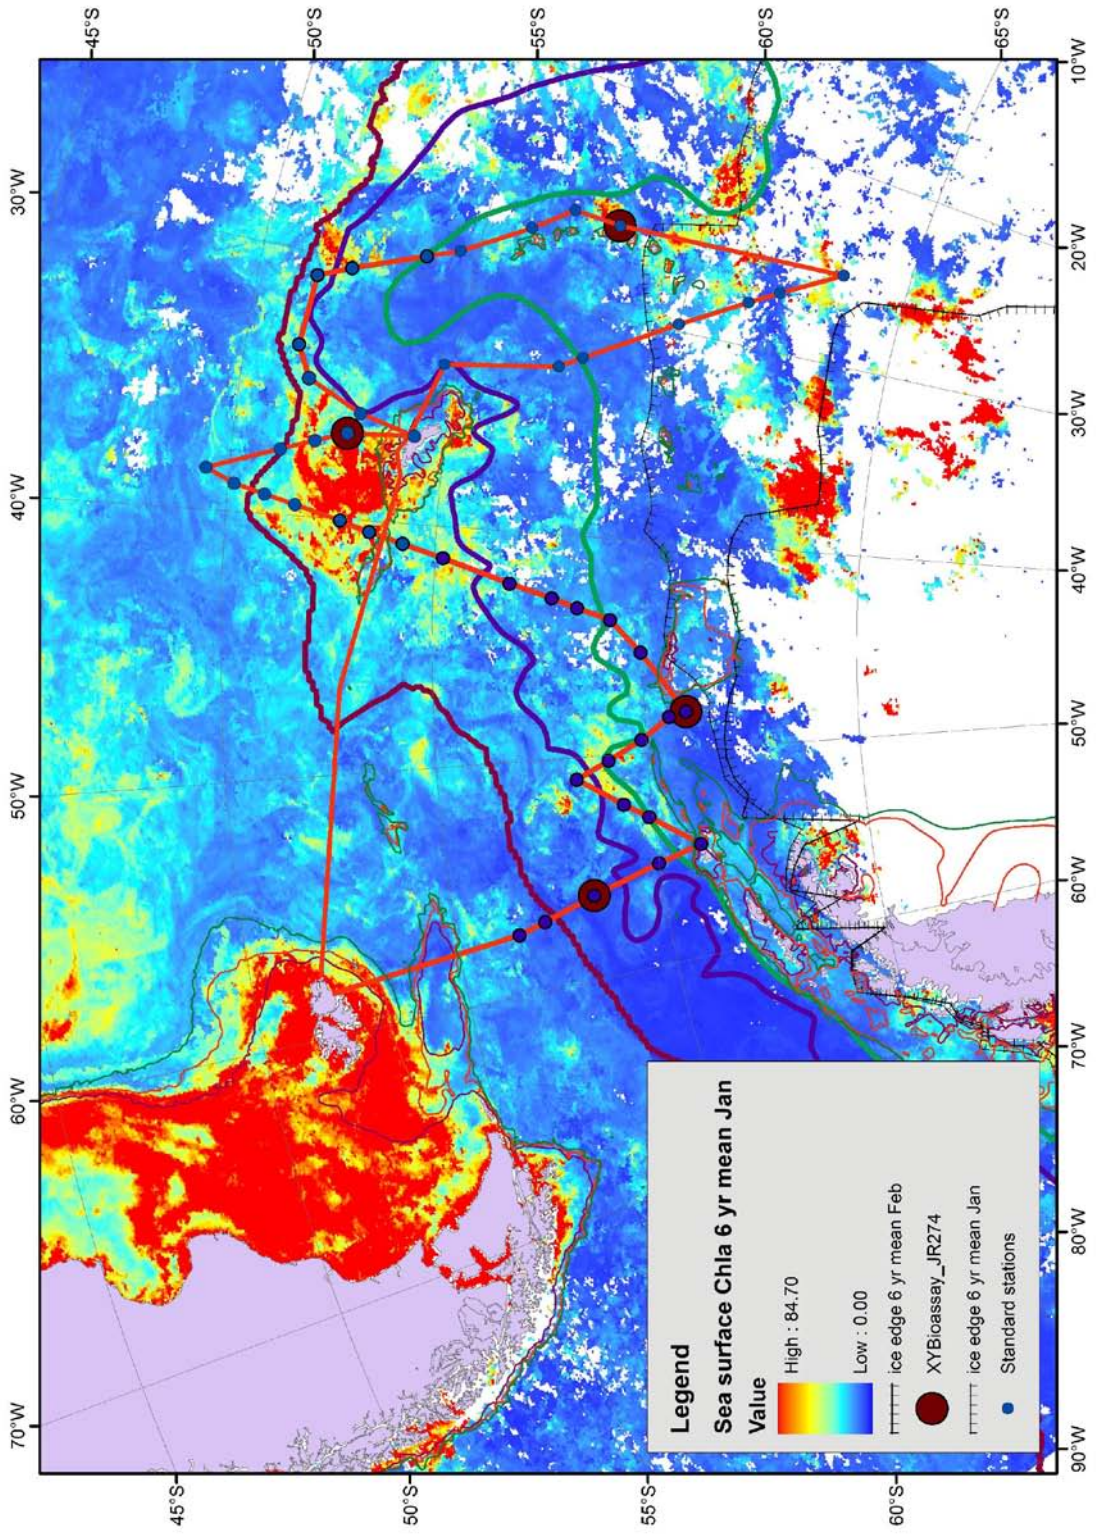 70°W
60°W
50°W
40°W
30°W
45°S
50°S
55°S
60°S
65°S
45°S
50°S
55°S
60°S
90°W
80°W
70°W
60°W
50°W
40°W
30°W
20°W
10°W
Legend
Sea surface Chla 6 yr mean Jan
Value
High : 84.70
Low : 0.00
ice edge 6 yr mean Feb
XYBioassay_JR274
ice edge 6 yr mean Jan
Standard stations